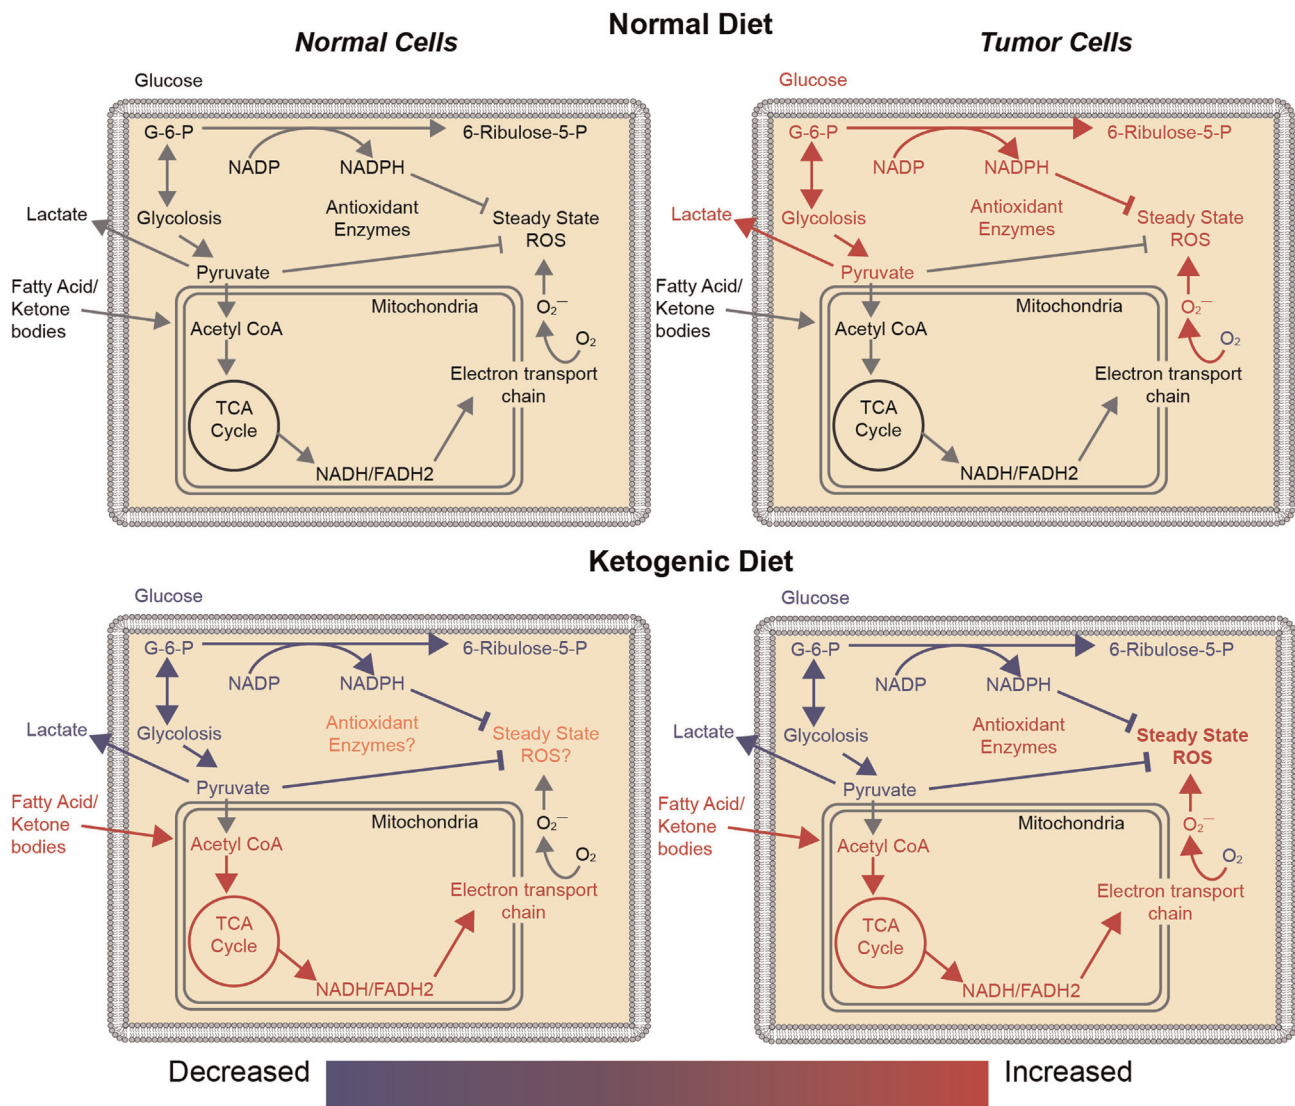 Normal Diet
Normal Cells
Tumor Cells
Glucose
G-6-P
6-Ribulose-5-P
NADP
NADPH
Lactate
Glycolosis
Antioxidant
Enzymes
Steady State
ROS
Pyruvate
Fatty Acid/
Ketone
bodies
Mitochondria
O₂—
Acetyl CoA
O₂
Electron transport
chain
TCA
Cycle
NADH/FADH2
Glucose
G-6-P
6-Ribulose-5-P
NADP
NADPH
Lactate
Glycolosis
Antioxidant
Enzymes
Steady State
ROS
Pyruvate
Fatty Acid/
Ketone
bodies
Mitochondria
O₂—
Acetyl CoA
O₂
Electron transport
chain
TCA
Cycle
NADH/FADH2
Ketogenic Diet
Glucose
G-6-P
6-Ribulose-5-P
NADP
NADPH
Lactate
Glycolosis
Antioxidant
Enzymes?
Steady State
ROS?
Pyruvate
Fatty Acid/
Ketone
bodies
Mitochondria
O₂—
Acetyl CoA
O₂
Electron transport
chain
TCA
Cycle
NADH/FADH2
Glucose
G-6-P
6-Ribulose-5-P
NADP
NADPH
Lactate
Glycolosis
Antioxidant
Enzymes
Steady State
ROS
Pyruvate
Fatty Acid/
Ketone
bodies
Mitochondria
O₂—
Acetyl CoA
O₂
Electron transport
chain
TCA
Cycle
NADH/FADH2
Decreased
Increased